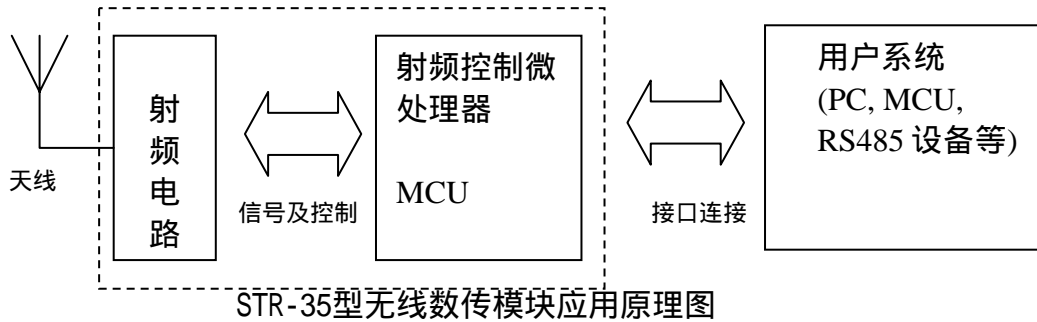 天线
射
频
电
路
信号及控制
射频控制微
处理器
MCU
接口连接
用户系统
(PC, MCU,
RS485 设备等)
STR-35型无线数传模块应用原理图